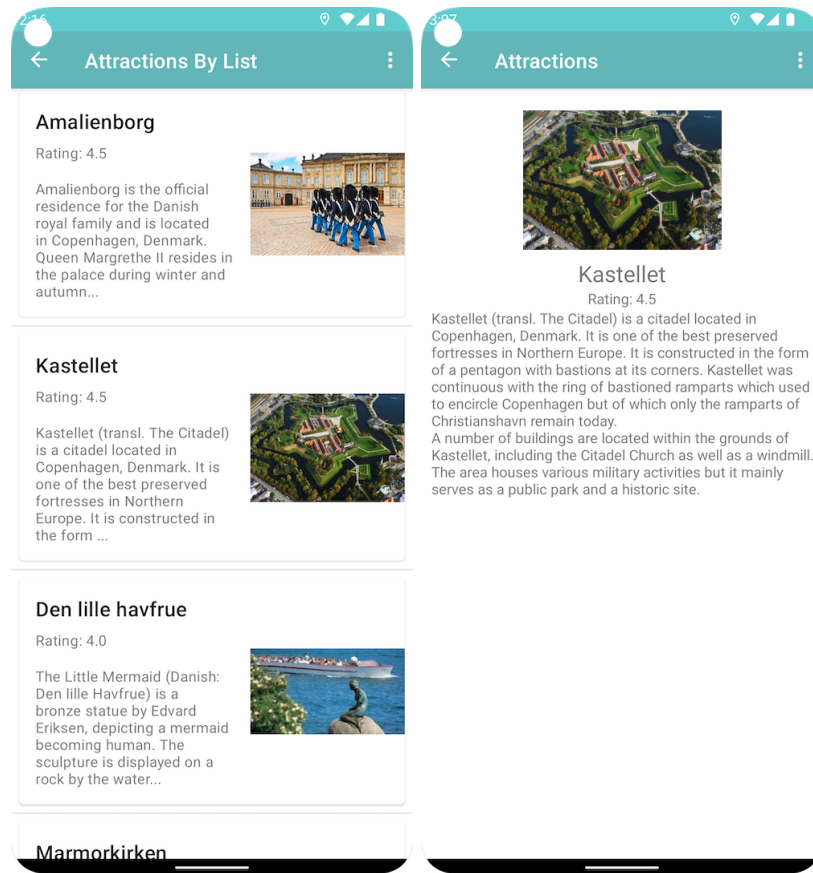 2:16
Attractions By List
Amalienborg
Rating: 4.5
Amalienborg is the official
residence for the Danish
royal family and is located
in Copenhagen, Denmark.
Queen Margrethe II resides in
the palace during winter and
autumn...
Kastellet
Rating: 4.5
Kastellet (transl. The Citadel)
is a citadel located in
Copenhagen, Denmark. It is
one of the best preserved
fortresses in Northern
Europe. It is constructed in
the form ...
Den lille havfrue
Rating: 4.0
The Little Mermaid (Danish:
Den lille Havfrue) is a
bronze statue by Edvard
Eriksen, depicting a mermaid
becoming human. The
sculpture is displayed on a
rock by the water...
Marmorkirken
3:07
Attractions
Kastellet
Rating: 4.5
Kastellet (transl. The Citadel) is a citadel located in
Copenhagen, Denmark. It is one of the best preserved
fortresses in Northern Europe. It is constructed in the form
of a pentagon with bastions at its corners. Kastellet was
continuous with the ring of bastioned ramparts which used
to encircle Copenhagen but of which only the ramparts of
Christianshavn remain today.
A number of buildings are located within the grounds of
Kastellet, including the Citadel Church as well as a windmill.
The area houses various military activities but it mainly
serves as a public park and a historic site.